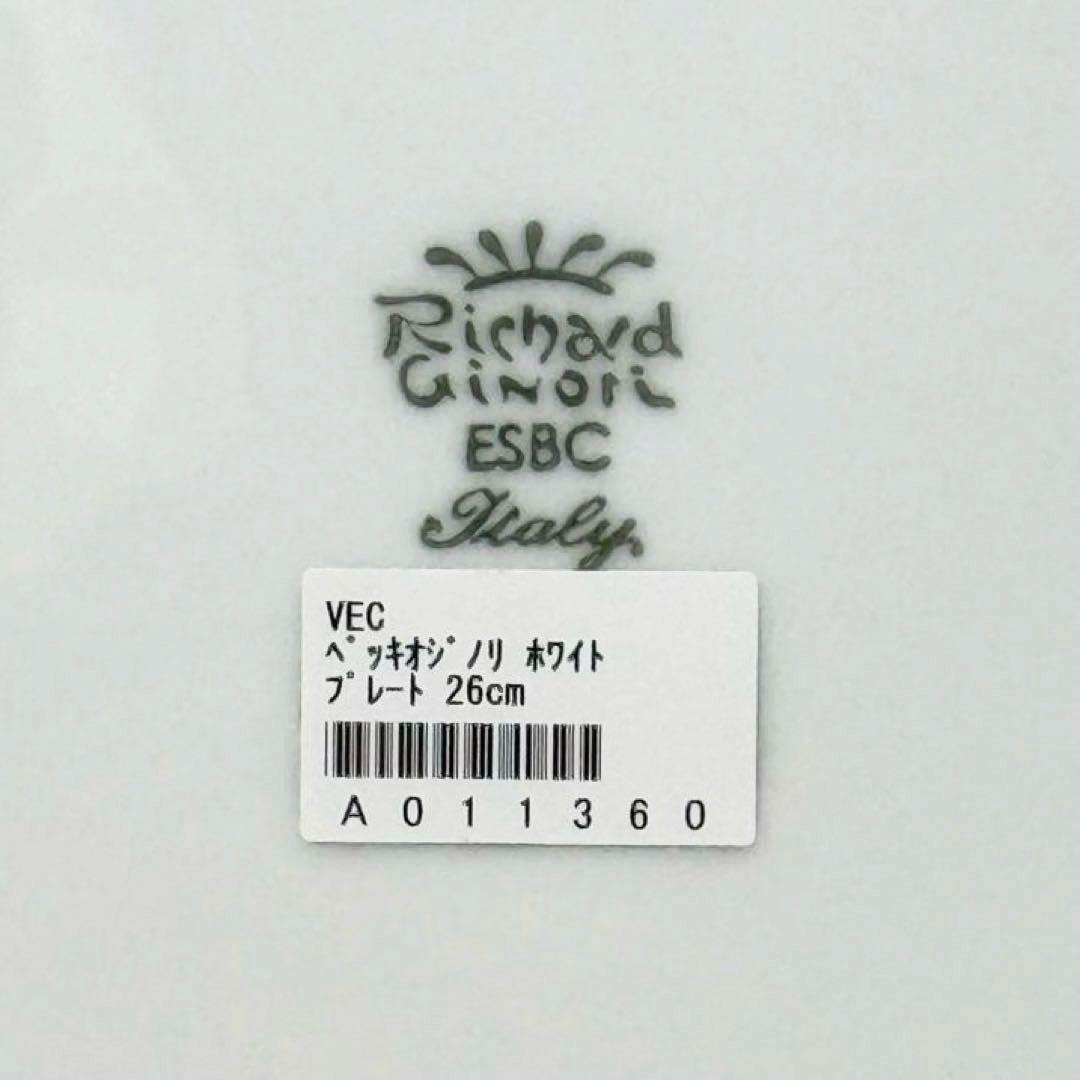 Richard
Ginori
ESBC
Italy.
VEC
ﾍﾟｯｷｵｼﾞﾉﾘ ﾎﾜｲﾄ
ﾌﾟﾚｰﾄ 26cm
A011360